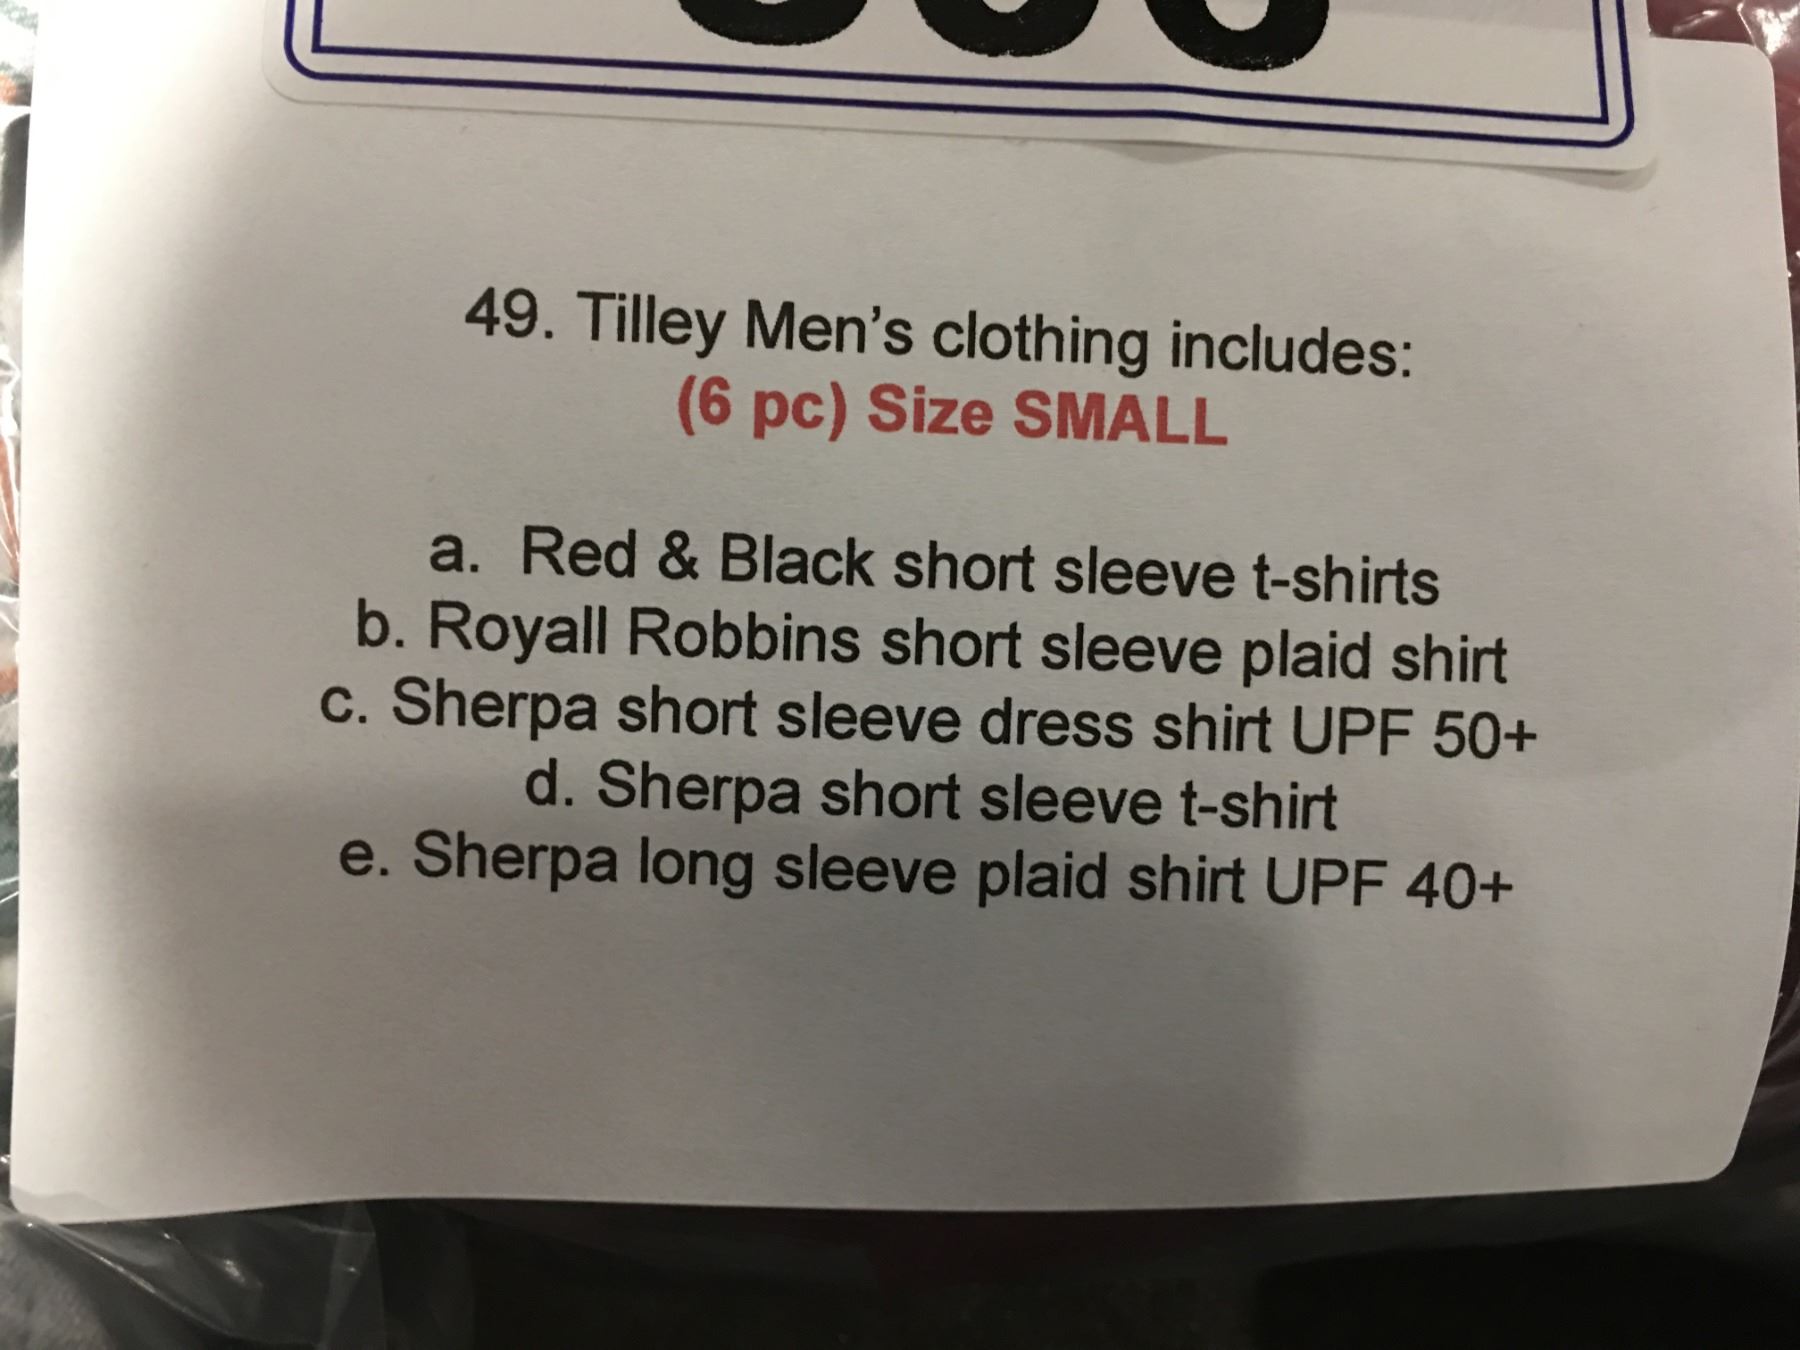 49. Tilley Men's clothing includes:
(6 pc) Size SMALL
a. Red & Black short sleeve t-shirts
b. Royall Robbins short sleeve plaid shirt
c. Sherpa short sleeve dress shirt UPF 50+
d. Sherpa short sleeve t-shirt
e. Sherpa long sleeve plaid shirt UPF 40+